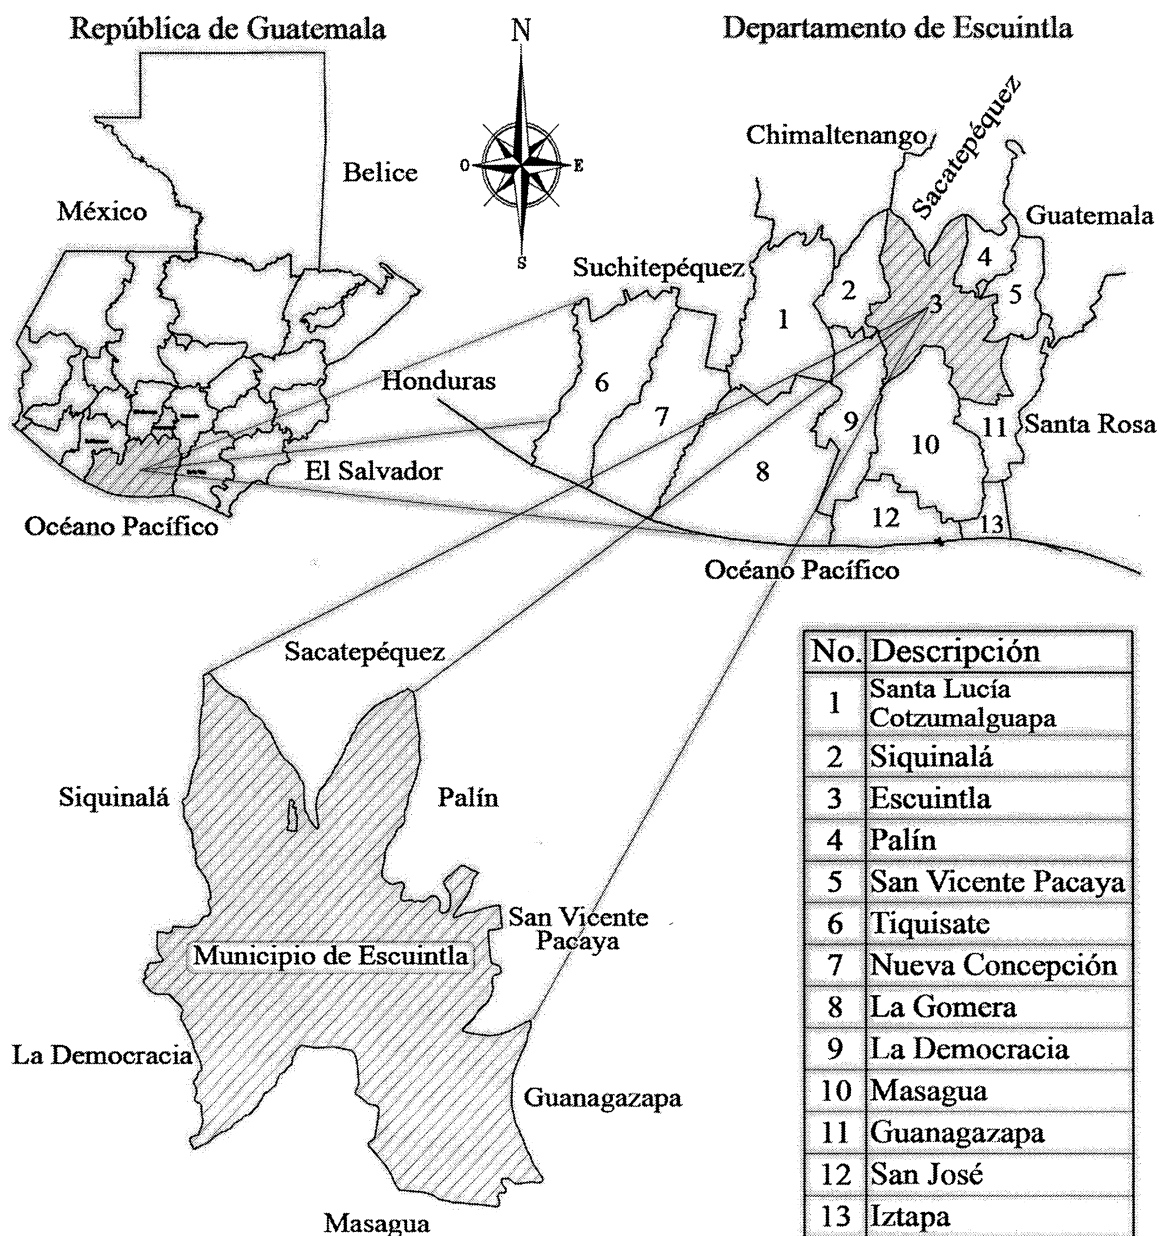 República de Guatemala
N
Departamento de Escuintla
Belice
México
O
E
S
Chimaltenango
Sacatepéquez
Guatemala
Suchitepéquez
4
2
5
3
1
6
Honduras
7
9
11
Santa Rosa
10
8
El Salvador
12
13
Océano Pacífico
Océano Pacífico
Sacatepéquez
Siquinalá
Palín
San Vicente
Pacaya
Municipio de Escuintla
La Democracia
Guanagazapa
Masagua
No. Descripción
1 Santa Lucía
Cotzumalguapa
2 Siquinalá
3 Escuintla
4 Palín
5 San Vicente Pacaya
6 Tiquisate
7 Nueva Concepción
8 La Gomera
9 La Democracia
10 Masagua
11 Guanagazapa
12 San José
13 Iztapa